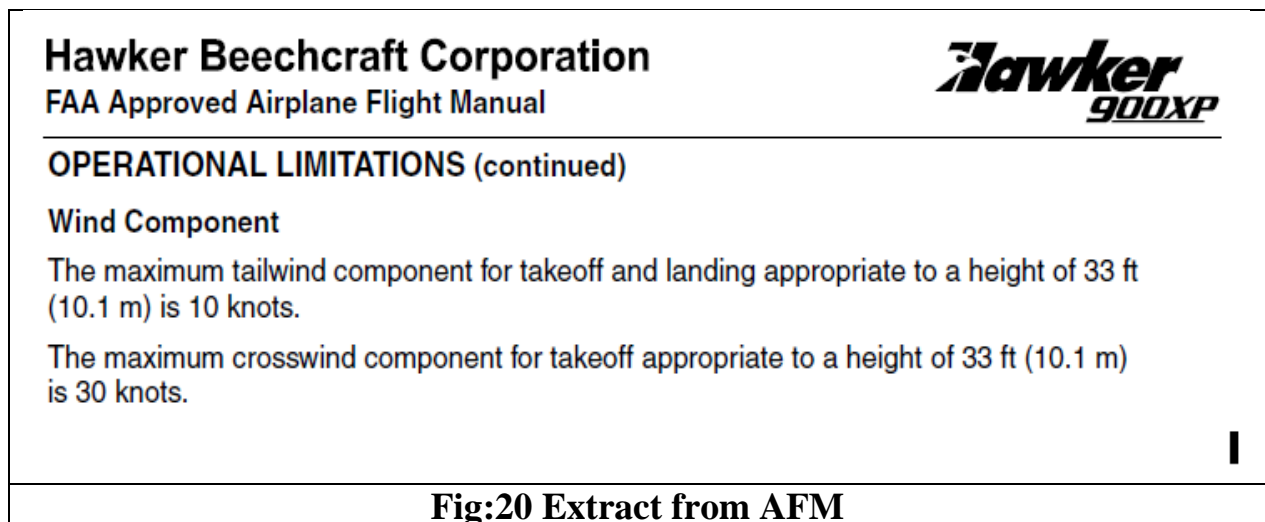 Hawker Beechcraft Corporation
FAA Approved Airplane Flight Manual
Hawker
900XP
OPERATIONAL LIMITATIONS (continued)
Wind Component
The maximum tailwind component for takeoff and landing appropriate to a height of 33 ft
(10.1 m) is 10 knots.
The maximum crosswind component for takeoff appropriate to a height of 33 ft (10.1 m)
is 30 knots.
Fig:20 Extract from AFM